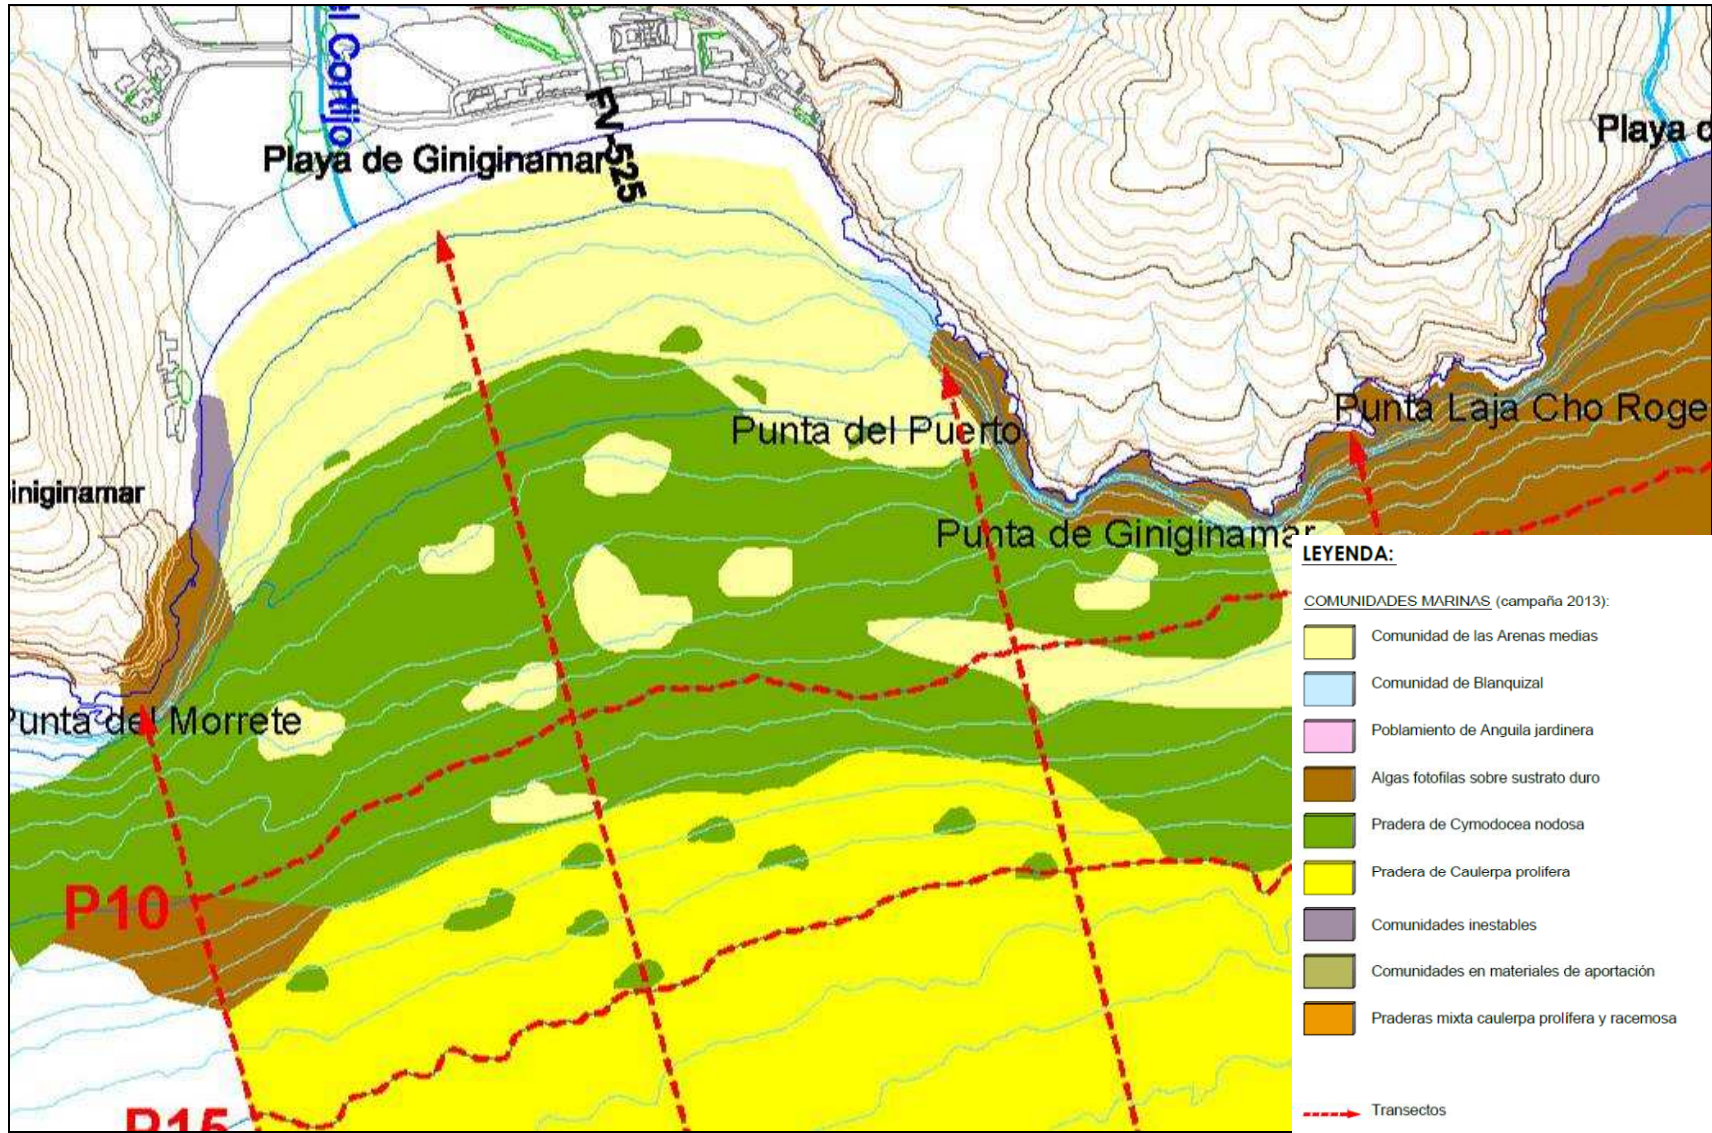 el Cortijo
FV-525
Playa de Giniginamar
Playa d
Punta Laja Cho Roge
Punta del Puerto
iniginamar
Punta de Giniginamar
Punta del Morrete
P10
P15
LEYENDA:
COMUNIDADES MARINAS (campaña 2013):
Comunidad de las Arenas medias
Comunidad de Blanquizal
Poblamiento de Anguila jardinera
Algas fotofilas sobre sustrato duro
Pradera de Cymodocea nodosa
Pradera de Caulerpa prolifera
Comunidades inestables
Comunidades en materiales de aportación
Praderas mixta caulerpa prolífera y racemosa
Transectos